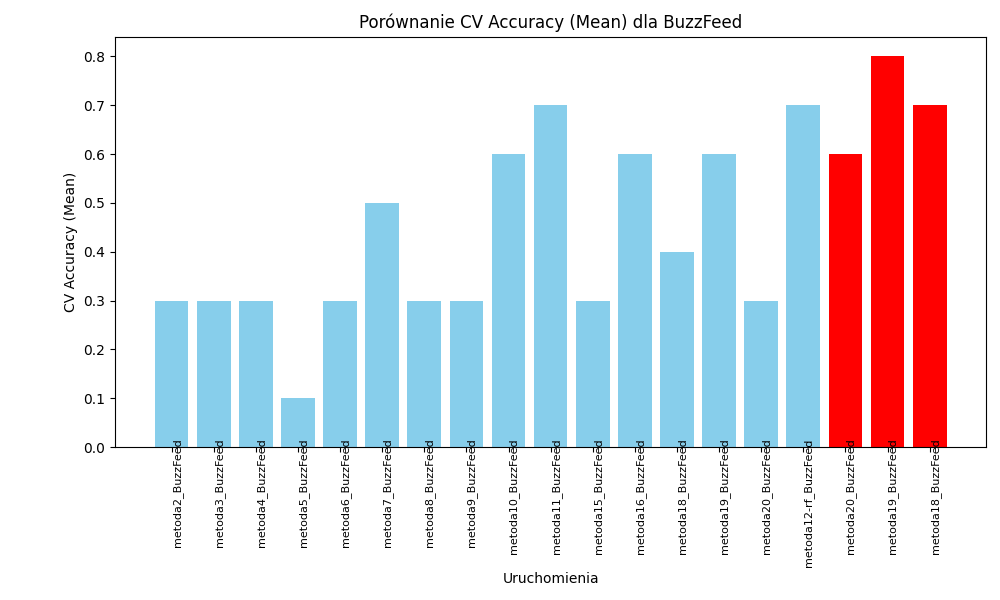 Porównanie CV Accuracy (Mean) dla BuzzFeed
CV Accuracy (Mean)
0.8
0.7
0.6
0.5
0.4
0.3
0.2
0.1
0.0
metoda2_BuzzFeed
metoda3_BuzzFeed
metoda4_BuzzFeed
metoda5_BuzzFeed
metoda6_BuzzFeed
metoda7_BuzzFeed
metoda8_BuzzFeed
metoda9_BuzzFeed
metoda10_BuzzFeed
metoda11_BuzzFeed
metoda15_BuzzFeed
metoda16_BuzzFeed
metoda18_BuzzFeed
metoda19_BuzzFeed
metoda20_BuzzFeed
metoda12-rf_BuzzFeed
metoda20_BuzzFeed
metoda19_BuzzFeed
metoda18_BuzzFeed
Uruchomienia